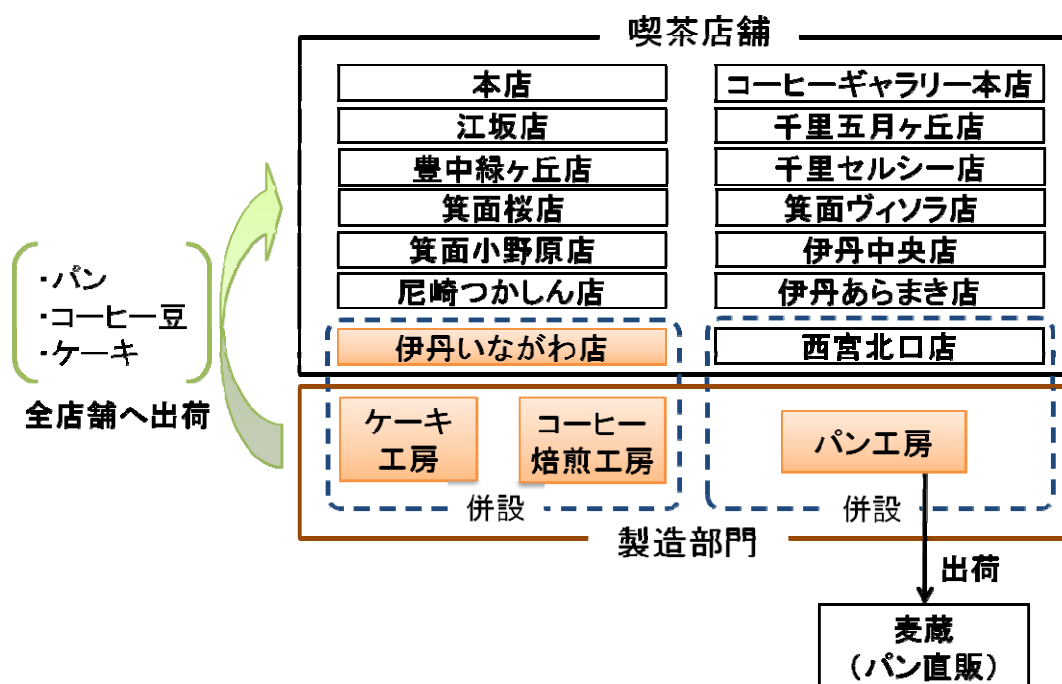 喫茶店舗
本店
コーヒーギャラリー本店
江坂店
千里五月ヶ丘店
豊中緑ヶ丘店
千里セルシー店
箕面桜店
箕面ヴィソラ店
箕面小野原店
伊丹中央店
尼崎つかしん店
伊丹あらまき店
伊丹いながわ店
西宮北口店
・パン
・コーヒー豆
・ケーキ
全店舗へ出荷
ケーキ
工房
コーヒー
焙煎工房
パン工房
併設
併設
製造部門
出荷
麦蔵
（パン直販）